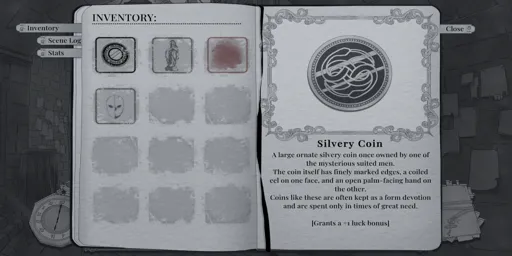 INVENTORY:
Inventory
Scene Log
Stats
Close
Silvery Coin
A large ornate silvery coin once owned by one of
the mysterious suited men.
The coin itself has finely marked edges, a coiled
eel on one face, and an open palm-facing hand on
the other.
Coins like these are often kept as a form devotion
and are spent only in times of great need.
[Grants a luck bonus]